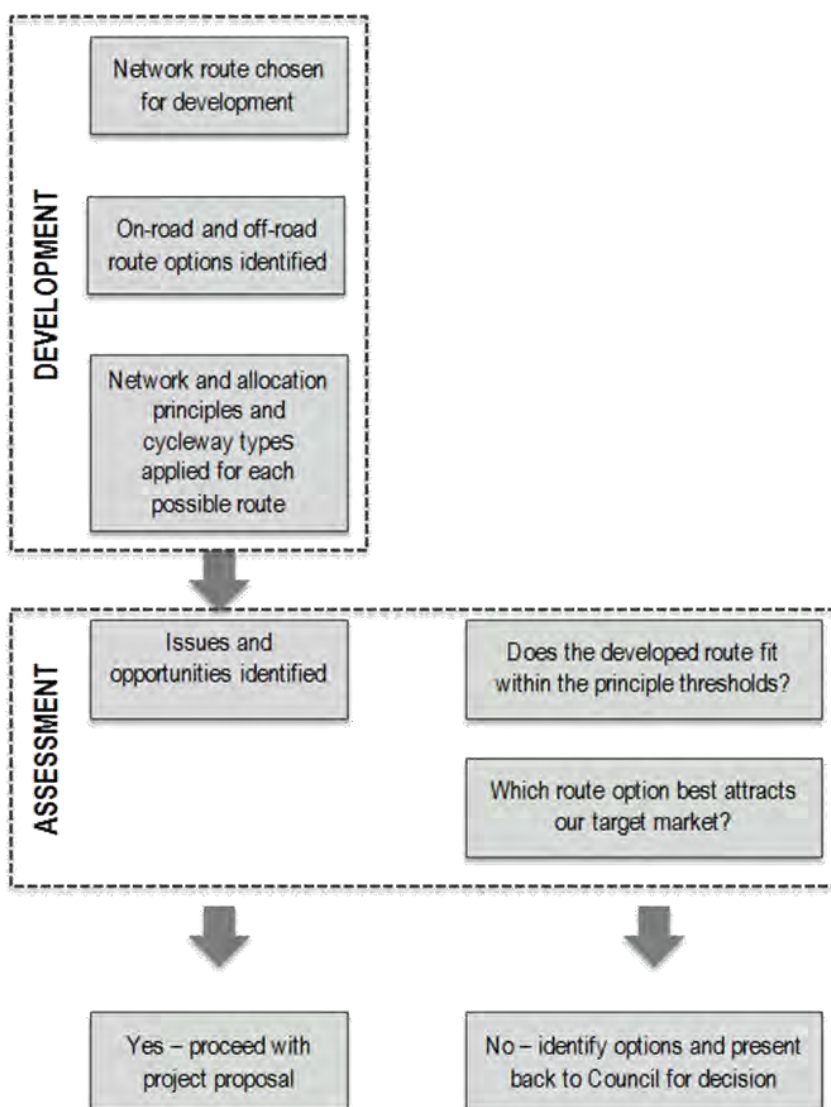 DEVELOPMENT
Network route chosen
for development
On-road and off-road
route options identified
Network and allocation
principles and
cycleway types
applied for each
possible route
ASSESSMENT
Issues and
opportunities identified
Does the developed route fit
within the principle thresholds?
Which route option best attracts
our target market?
Yes – proceed with
project proposal
No – identify options and present
back to Council for decision